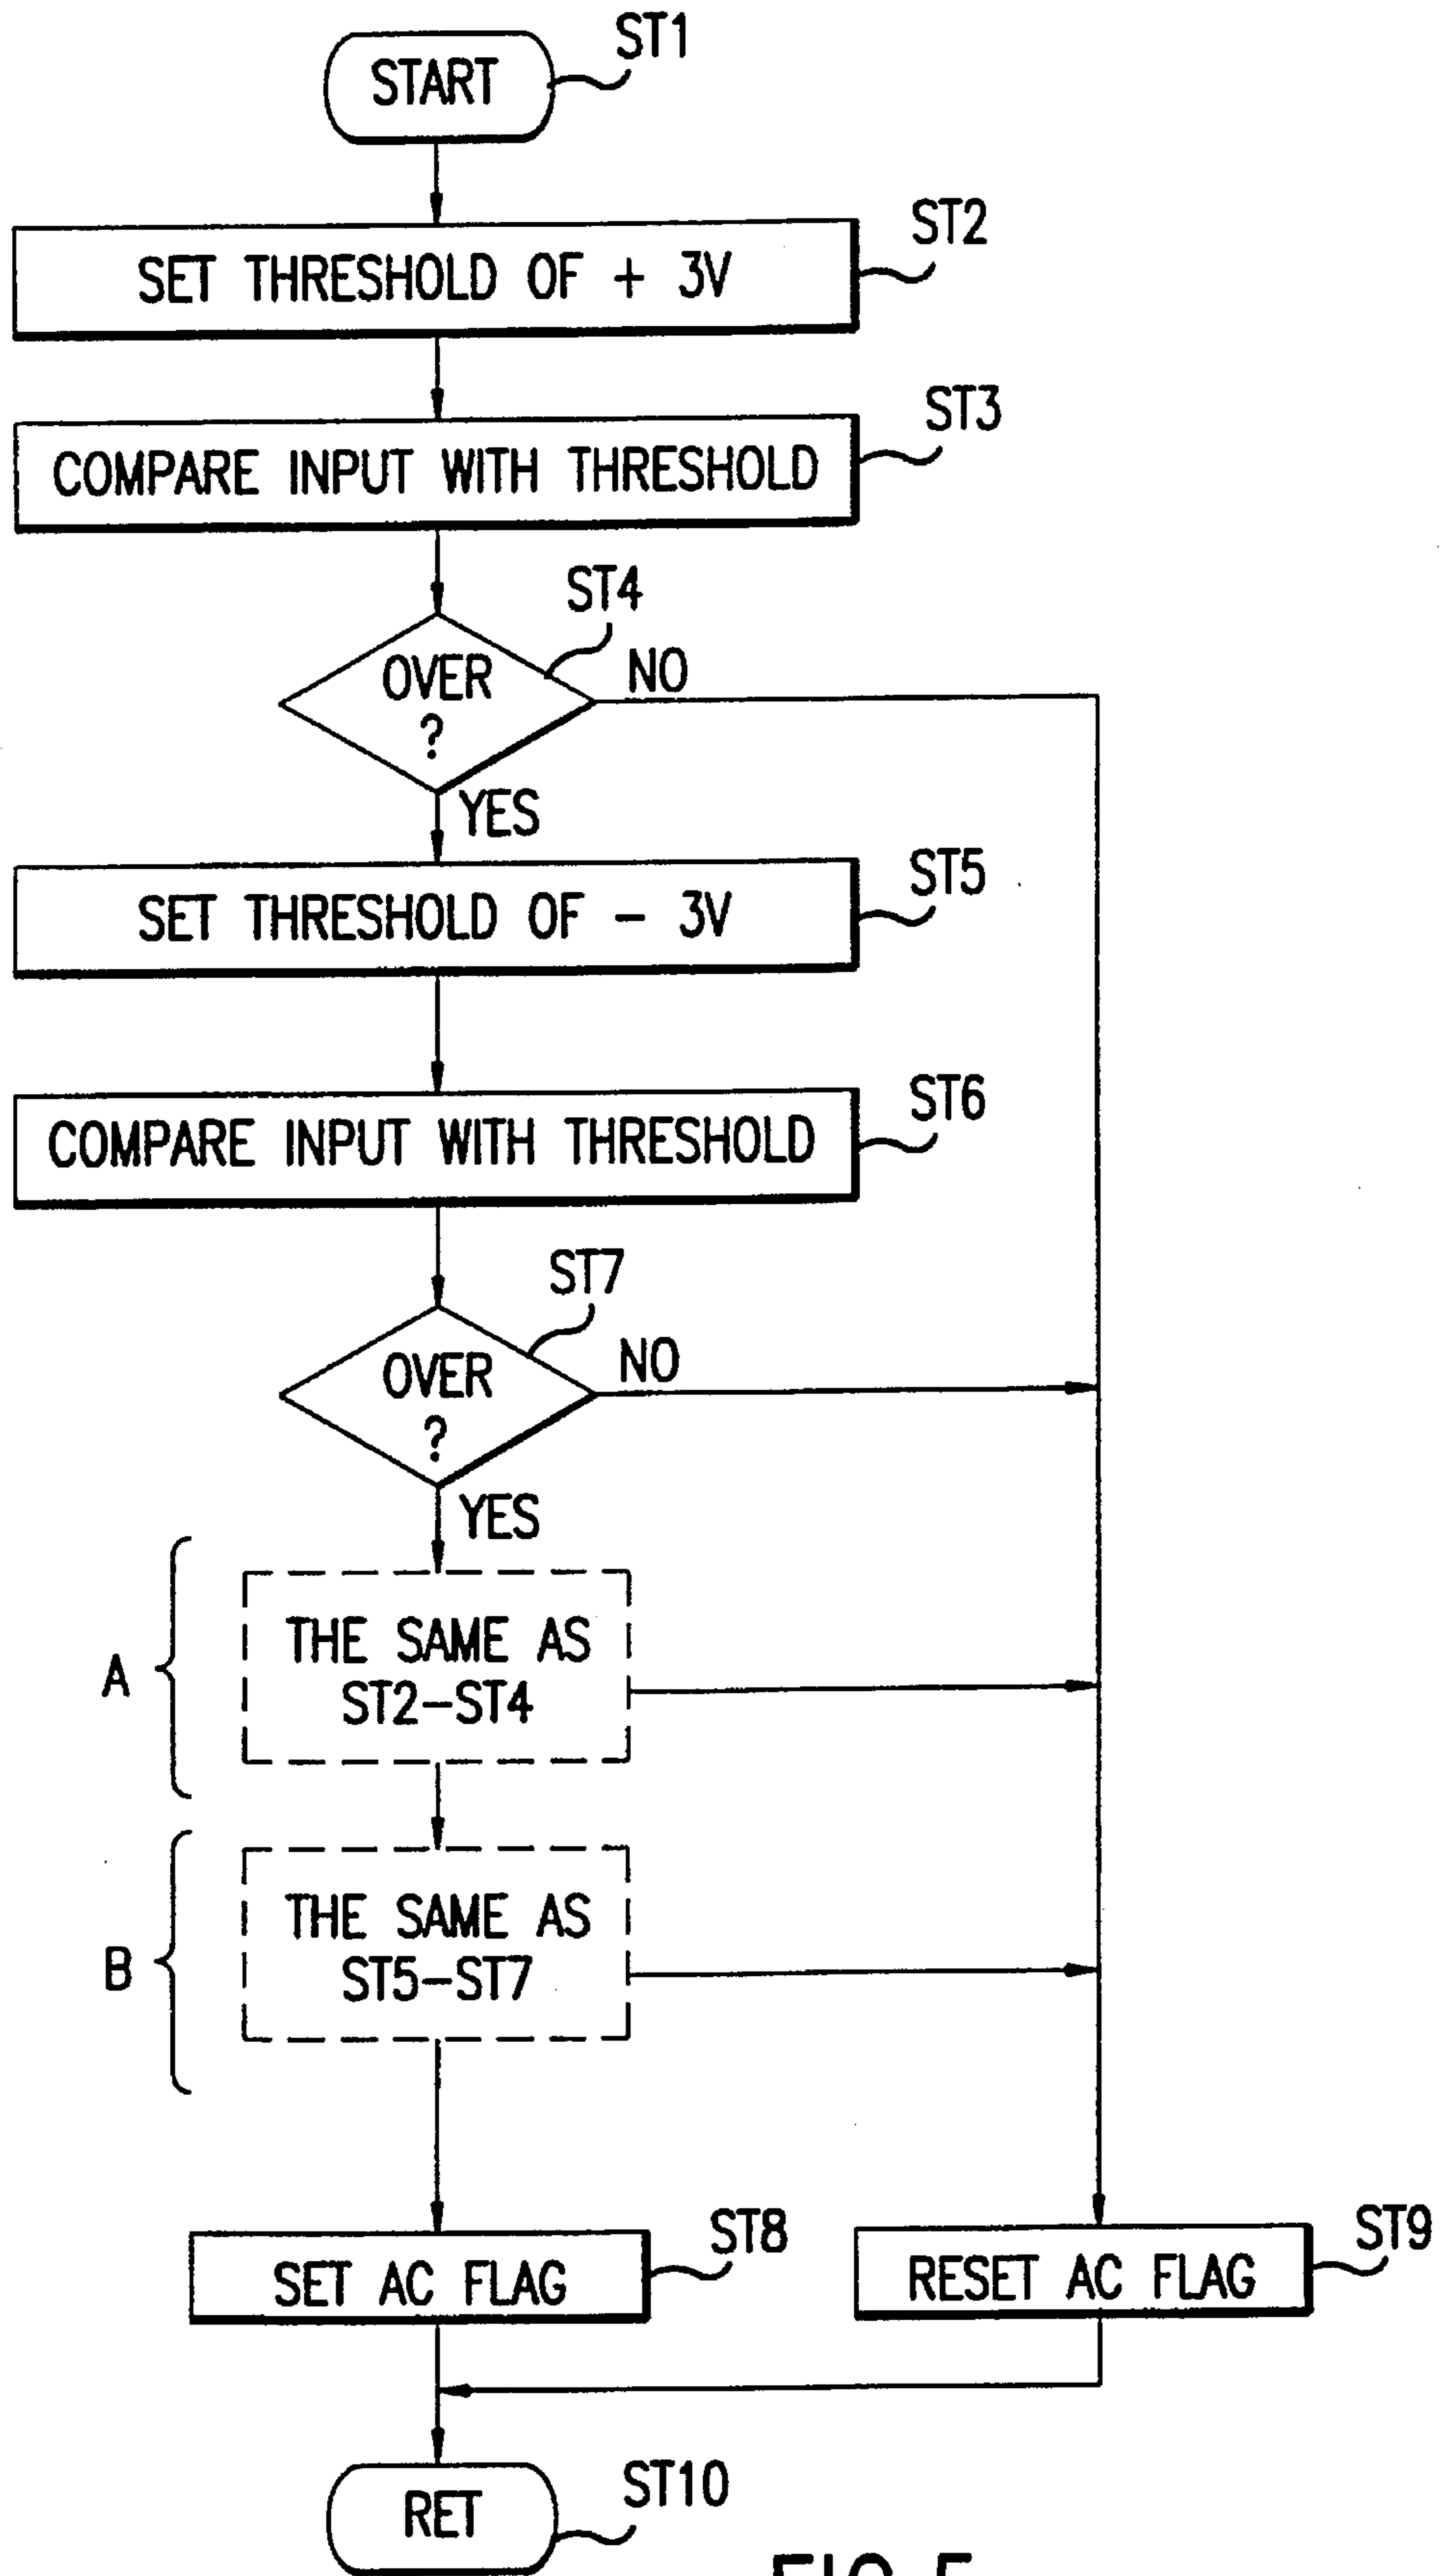 START
ST1
SET THRESHOLD OF + 3V
ST2
COMPARE INPUT WITH THRESHOLD
ST3
ST4
OVER
?
NO
YES
SET THRESHOLD OF - 3V
ST5
COMPARE INPUT WITH THRESHOLD
ST6
ST7
OVER
?
NO
YES
A
THE SAME AS
ST2-ST4
B
THE SAME AS
ST5-ST7
SET AC FLAG
ST8
RESET AC FLAG
ST9
RET
ST10
FIG.5